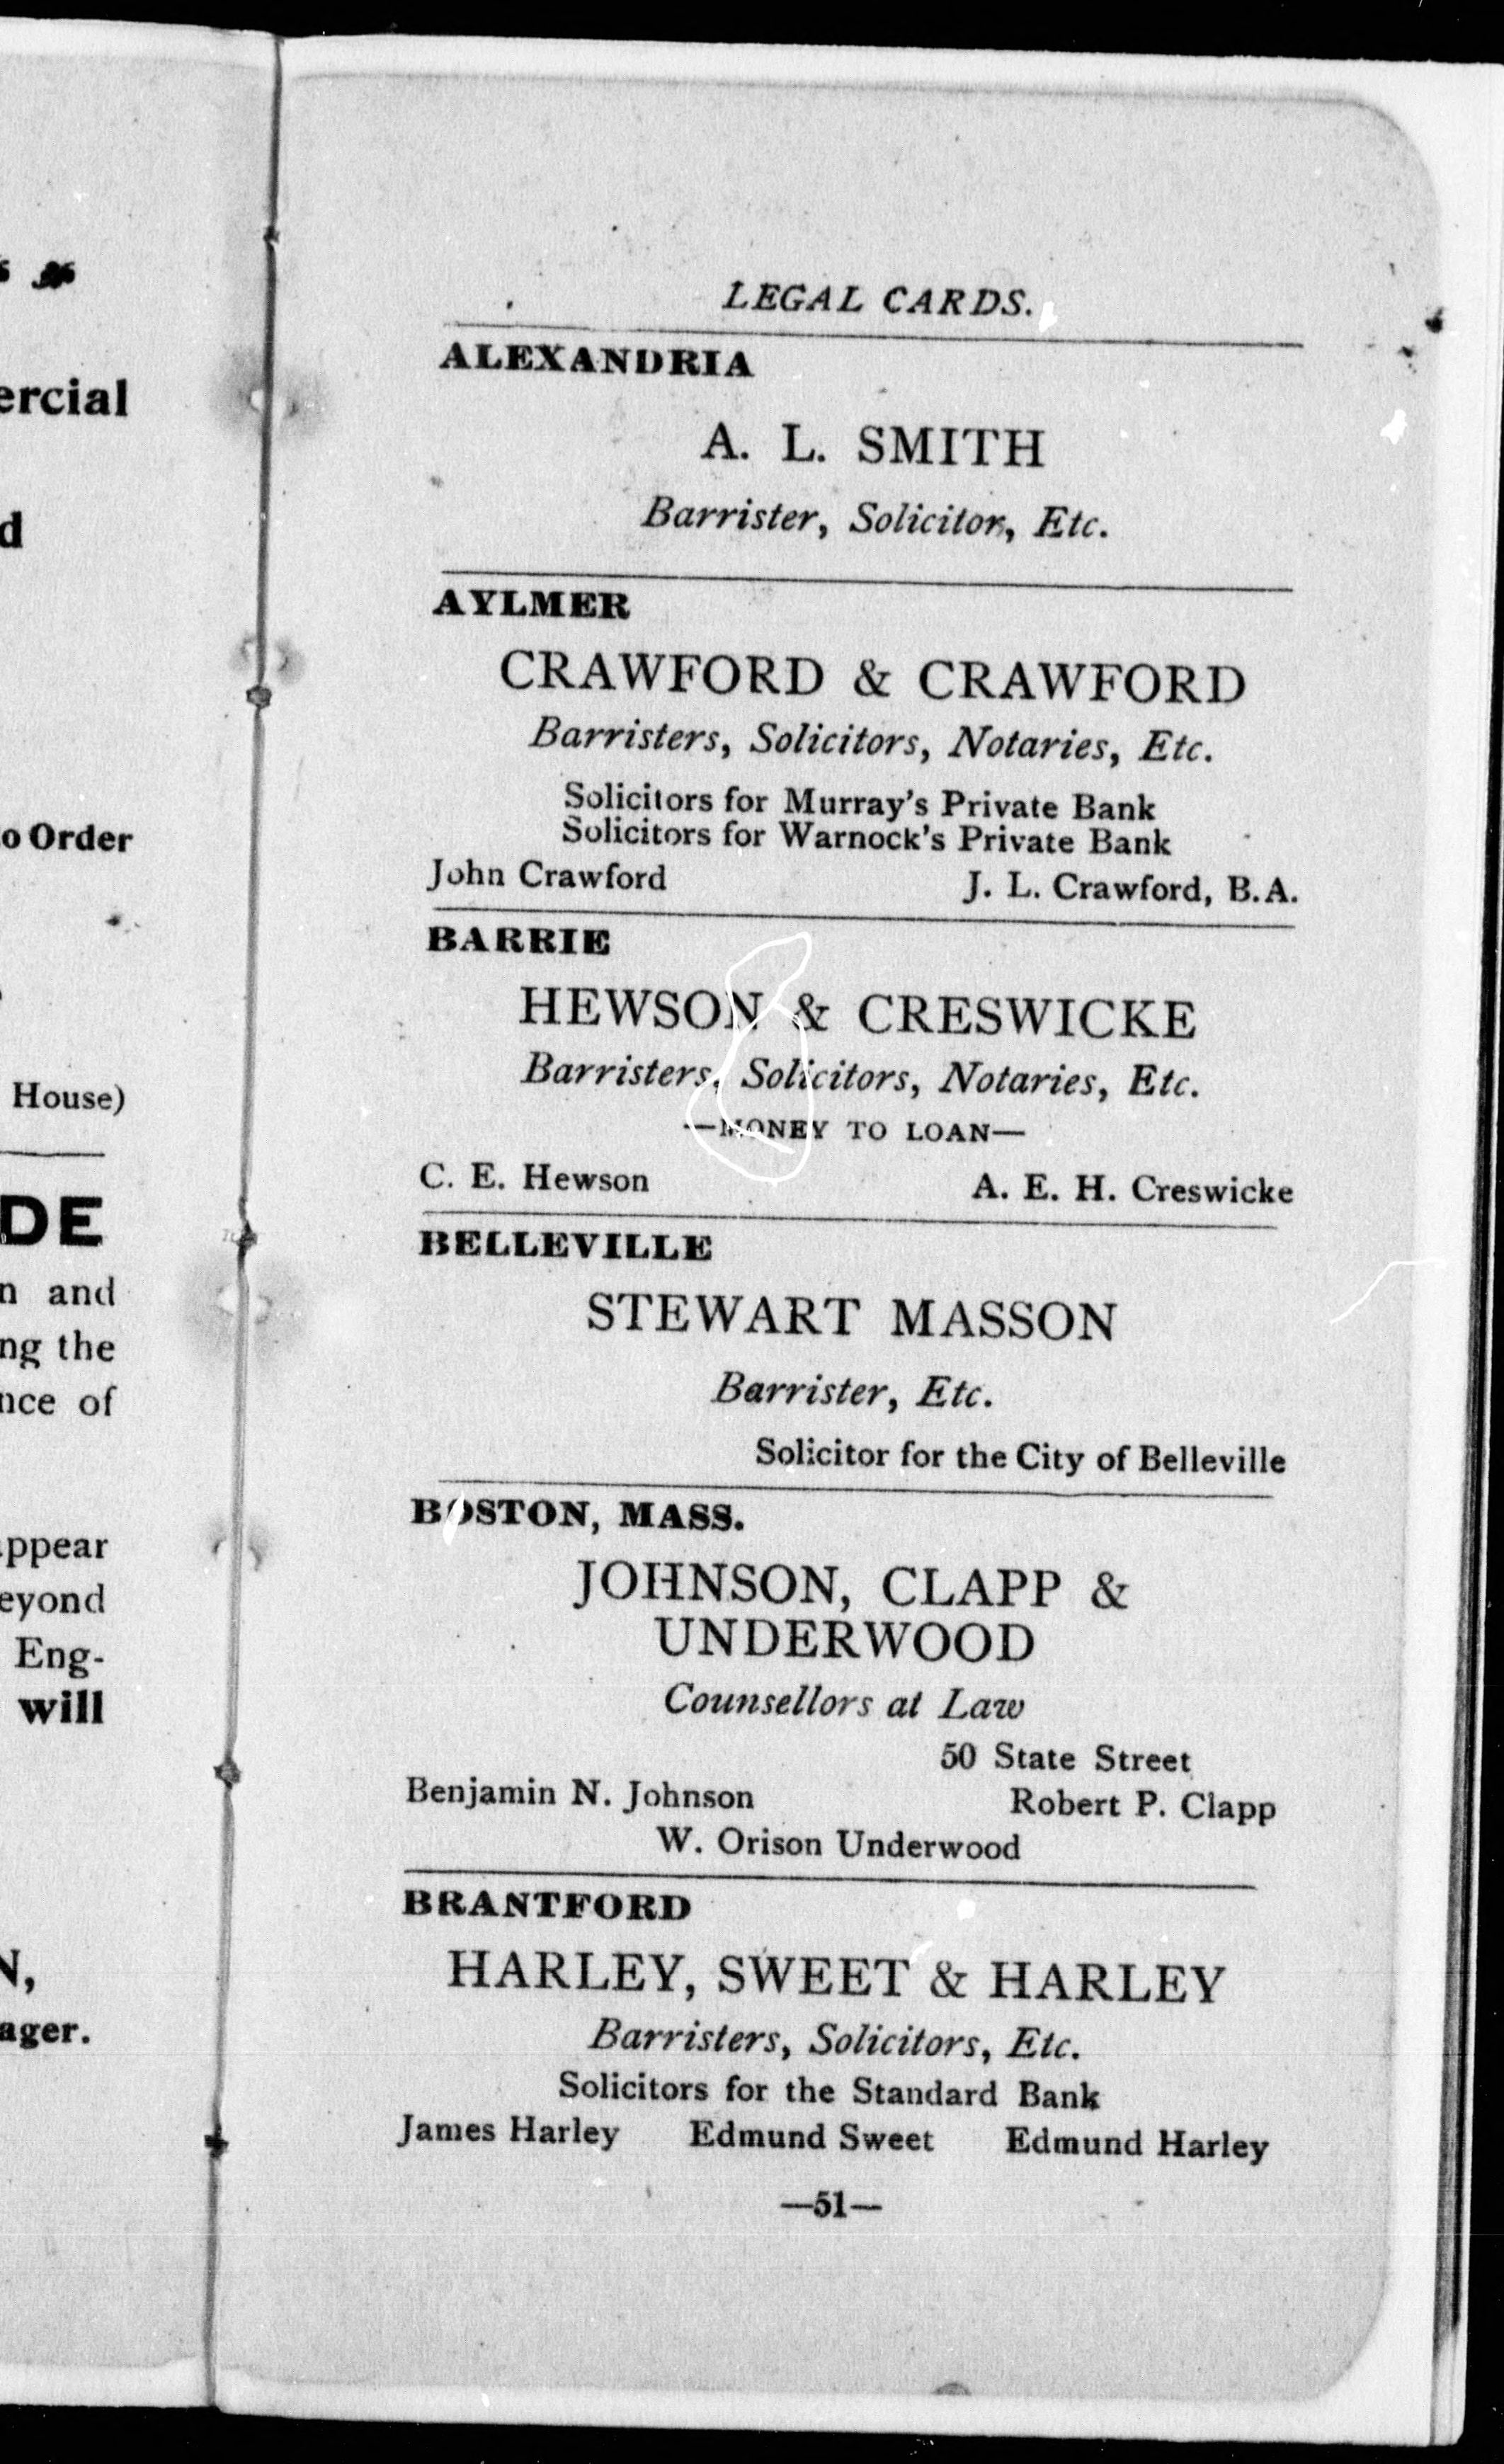 ercial
d
o Order
House)
DE
n and
ng the
nce of
appear
eyond
Eng-
will
N,
ager.
LEGAL CARDS.
ALEXANDRIA
A. L. SMITH
Barrister, Solicitor, Etc.
AYLMER
CRAWFORD & CRAWFORD
Barristers, Solicitors, Notaries, Etc.
Solicitors for Murray's Private Bank
Solicitors for Warnock's Private Bank
John Crawford J. L. Crawford, B.A.
BARRIE
HEWSON & CRESWICKE
Barristers, Solicitors, Notaries, Etc.
—MONEY TO LOAN—
C. E. Hewson A. E. H. Creswicke
BELLEVILLE
STEWART MASSON
Barrister, Etc.
Solicitor for the City of Belleville
BOSTON, MASS.
JOHNSON, CLAPP &
UNDERWOOD
Counsellors at Law
50 State Street
Benjamin N. Johnson Robert P. Clapp
W. Orison Underwood
BRANTFORD
HARLEY, SWEET & HARLEY
Barristers, Solicitors, Etc.
Solicitors for the Standard Bank
James Harley Edmund Sweet Edmund Harley
—51—